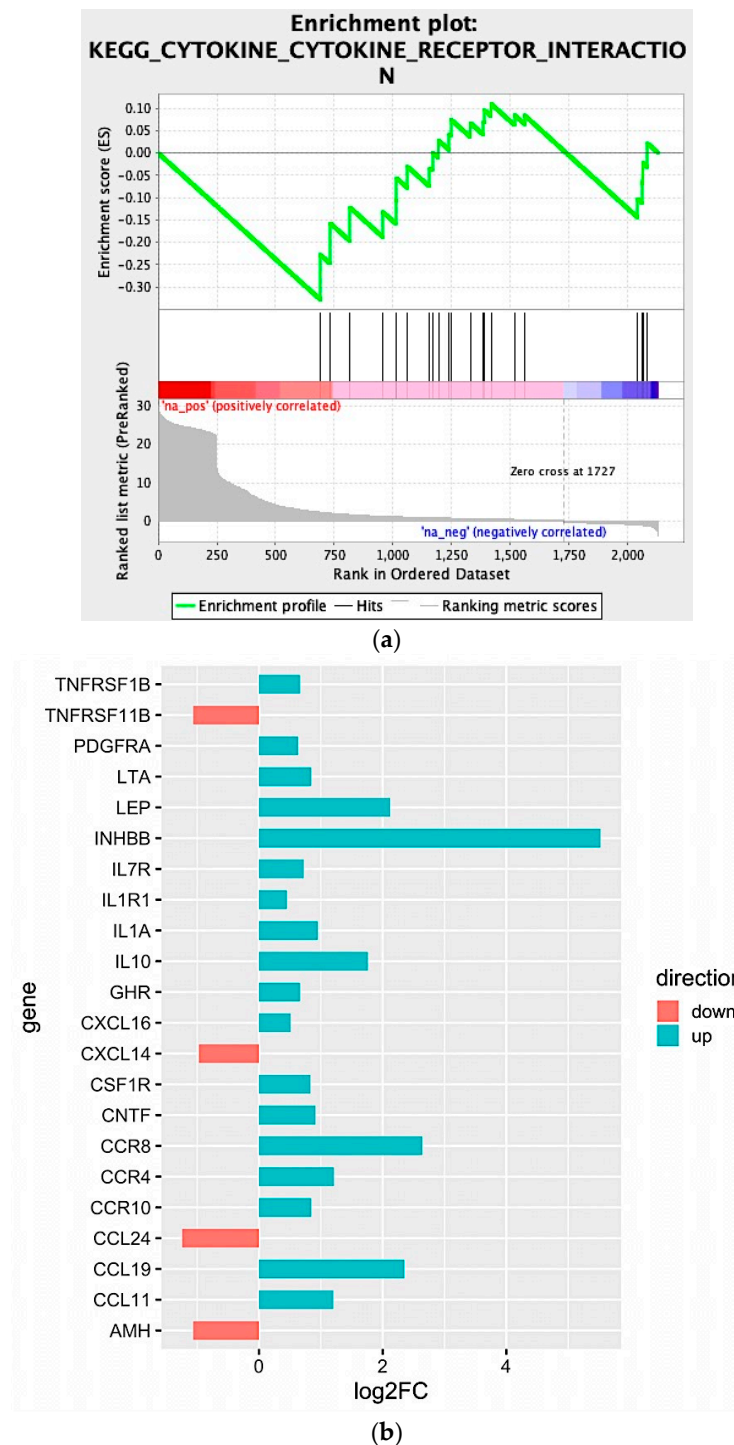 Enrichment plot:
KEGG_CYTOKINE_CYTOKINE_RECEPTOR_INTERACTIO
N
Enrichment score (ES)
0.10
0.05
0.00
-0.05
-0.10
-0.15
-0.20
-0.25
-0.30
Ranked list metric (PreRanked)
'na_pos' (positively correlated)
30
20
10
0
Zero cross at 1727
'na_neg' (negatively correlated)
0 250 500 750 1,000 1,250 1,500 1,750 2,000
Rank in Ordered Dataset
Enrichment profile Hits Ranking metric scores
(a)
gene
TNFRSF1B
TNFRSF11B
PDGFRA
LTA
LEP
INHBB
IL7R
IL1R1
IL1A
IL10
GHR
CXCL16
CXCL14
CSF1R
CNTF
CCR8
CCR4
CCR10
CCL24
CCL19
CCL11
AMH
0 2 4
log2FC
direction
down
up
(b)